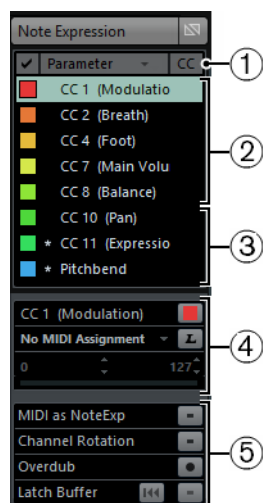 Note Expression
Parameter CC 1
CC 1 (Modulatio
CC 2 (Breath)
CC 4 (Foot) 2
CC 7 (Main Volu
CC 8 (Balance)
CC 10 (Pan)
* CC 11 (Expressio 3
* Pitchbend
CC 1 (Modulation)
No MIDI Assignment L 4
0 127
MIDI as NoteExp
Channel Rotation
Overdub 5
Latch Buffer